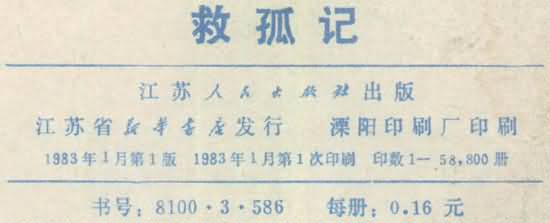 救孤记
江苏人民出版社出版
江苏省新华书店发行 溧阳印刷厂印刷
1983年1月第1版 1983年1月第1次印刷 印数1—58,800册
书号：8100·3·586 每册：0.16元